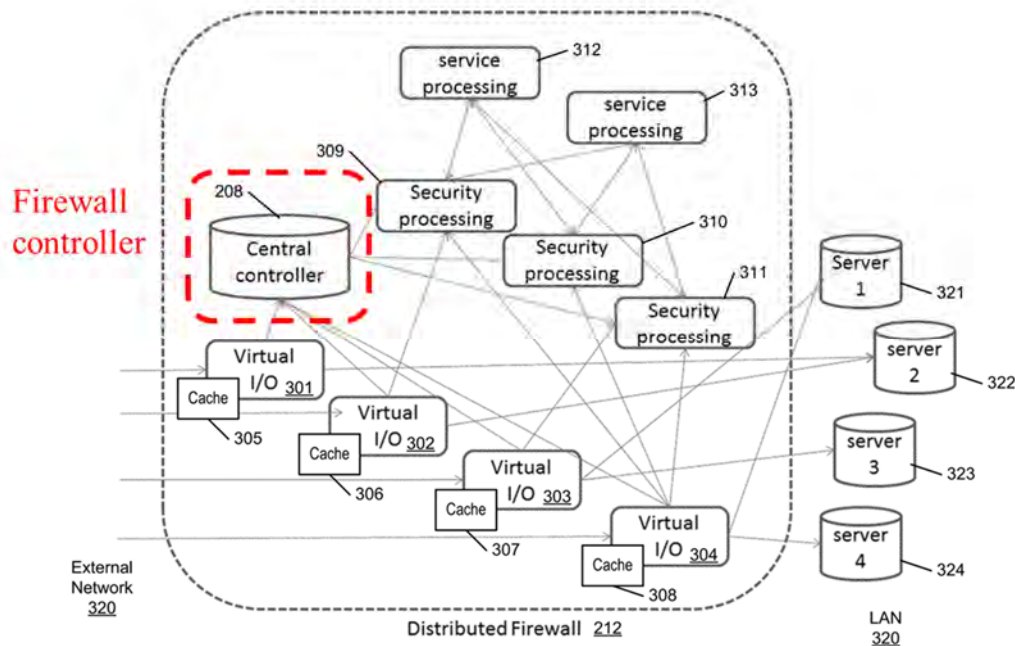 312
service
processing
313
service
processing
309
Firewall
controller
208
Central
controller
Security
processing
310
Security
processing
311
Security
processing
Server
1
321
server
2
322
server
3
323
server
4
324
Virtual
I/O 301
Cache
305
Virtual
I/O 302
Cache
306
Virtual
I/O 303
Cache
307
Virtual
I/O 304
Cache
308
External
Network
320
Distributed Firewall 212
LAN
320